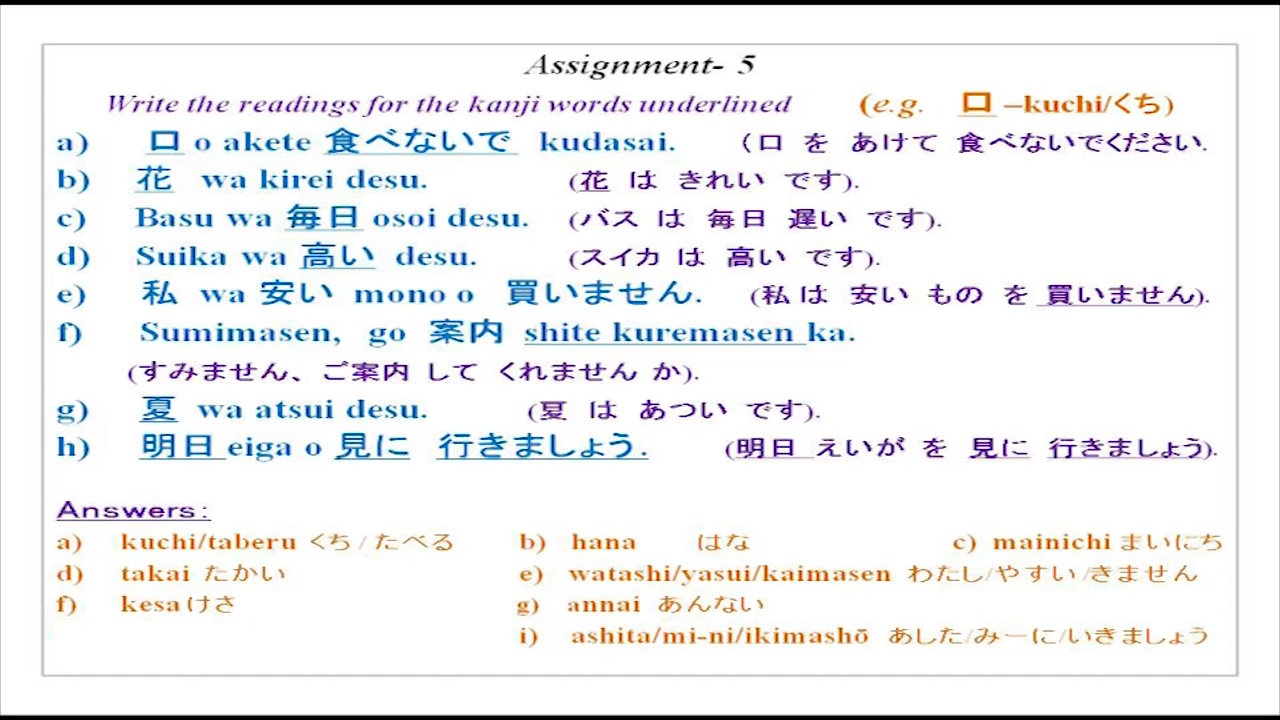 Assignment- 5
Write the readings for the kanji words underlined (e.g. 口 –kuchi/くち)
a) 口 o akete 食べないで kudasai. (口 を あけて 食べないでください.
b) 花 wa kirei desu. (花 は きれい です).
c) Basu wa 毎日 osoi desu. (バス は 毎日 遅い です).
d) Suika wa 高い desu. (スイカ は 高い です).
e) 私 wa 安い mono o 買いません. (私は 安い もの を 買いません).
f) Sumimasen, go 案内 shite kuremasen ka.
(すみません、ご案内 して くれません か).
g) 夏 wa atsui desu. (夏 は あつい です).
h) 明日 eiga o 見に 行きましょう. (明日 えいが を 見に 行きましょう).
Answers:
a) kuchi/taberu くち / たべる b) hana はな c) mainichi まいにち
d) takai たかい e) watashi/yasui/kaimasen わたし/やすい /きません
f) kesa けさ g) annai あんない
i) ashita/mi-ni/ikimashō あした/みーに/いきましょう